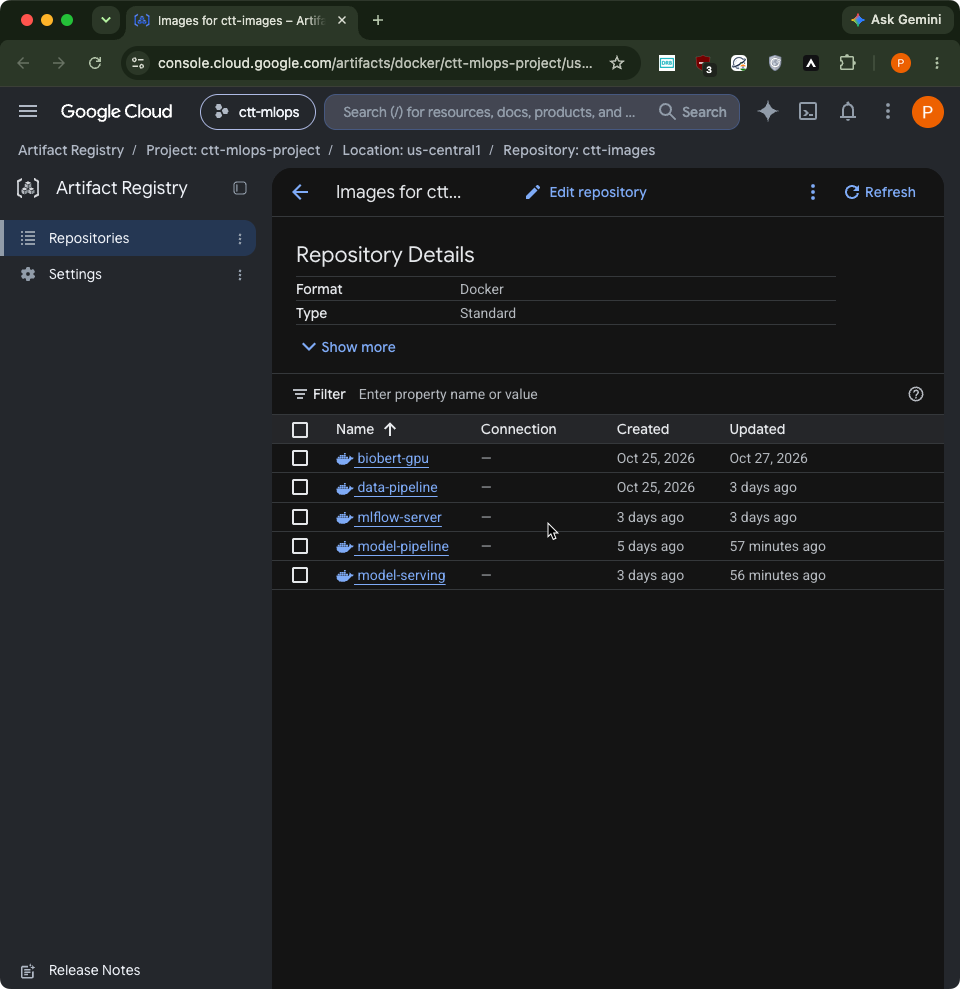 Images for ctt-images – Artifa
Ask Gemini
console.cloud.google.com/artifacts/docker/ctt-mlops-project/us...
DRB
3
P
Google Cloud
ctt-mlops
Search (/) for resources, docs, products, and ...
Search
P
Artifact Registry / Project: ctt-mlops-project / Location: us-central1 / Repository: ctt-images
Artifact Registry
Images for ctt...
Edit repository
Refresh
Repositories
Settings
Repository Details
Format Docker
Type Standard
Show more
Filter Enter property name or value
Name Connection Created Updated
biobert-gpu — Oct 25, 2026 Oct 27, 2026
data-pipeline — Oct 25, 2026 3 days ago
mlflow-server — 3 days ago 3 days ago
model-pipeline — 5 days ago 57 minutes ago
model-serving — 3 days ago 56 minutes ago
Release Notes